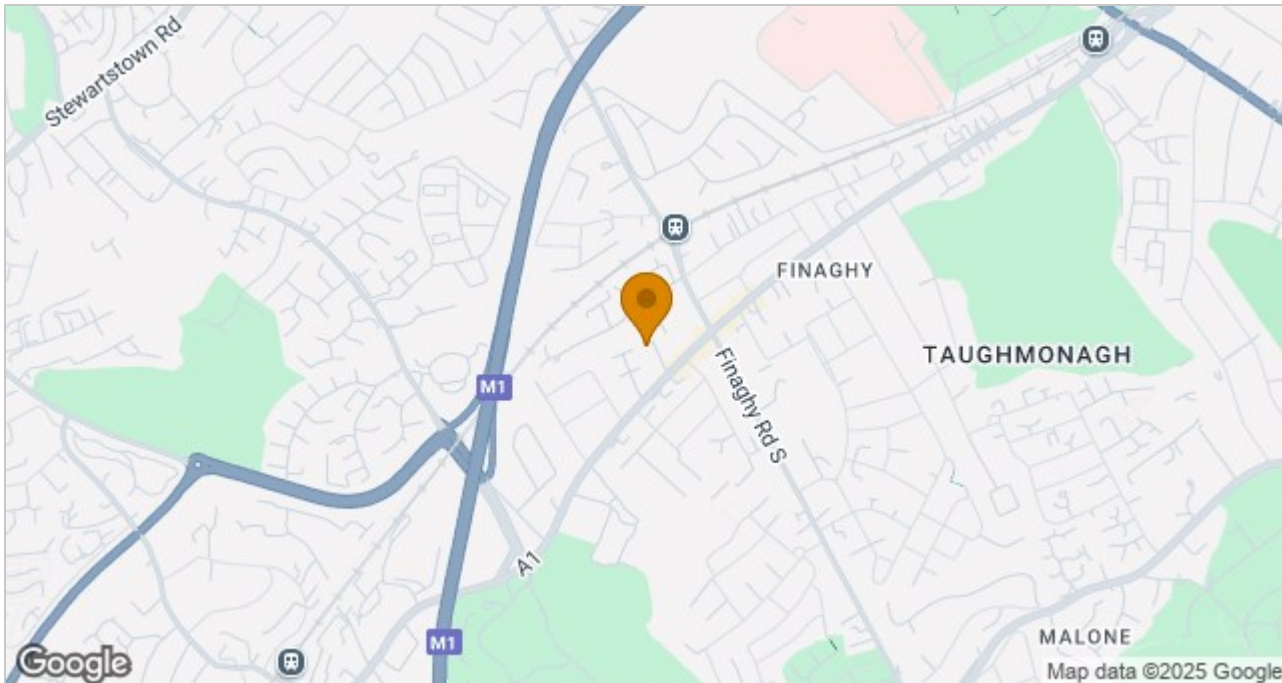 Stewartstown Rd
FINAGHY
TAUGHMONAGH
M1
Finaghy Rd S
A1
M1
MALONE
Google
Map data ©2025 Google